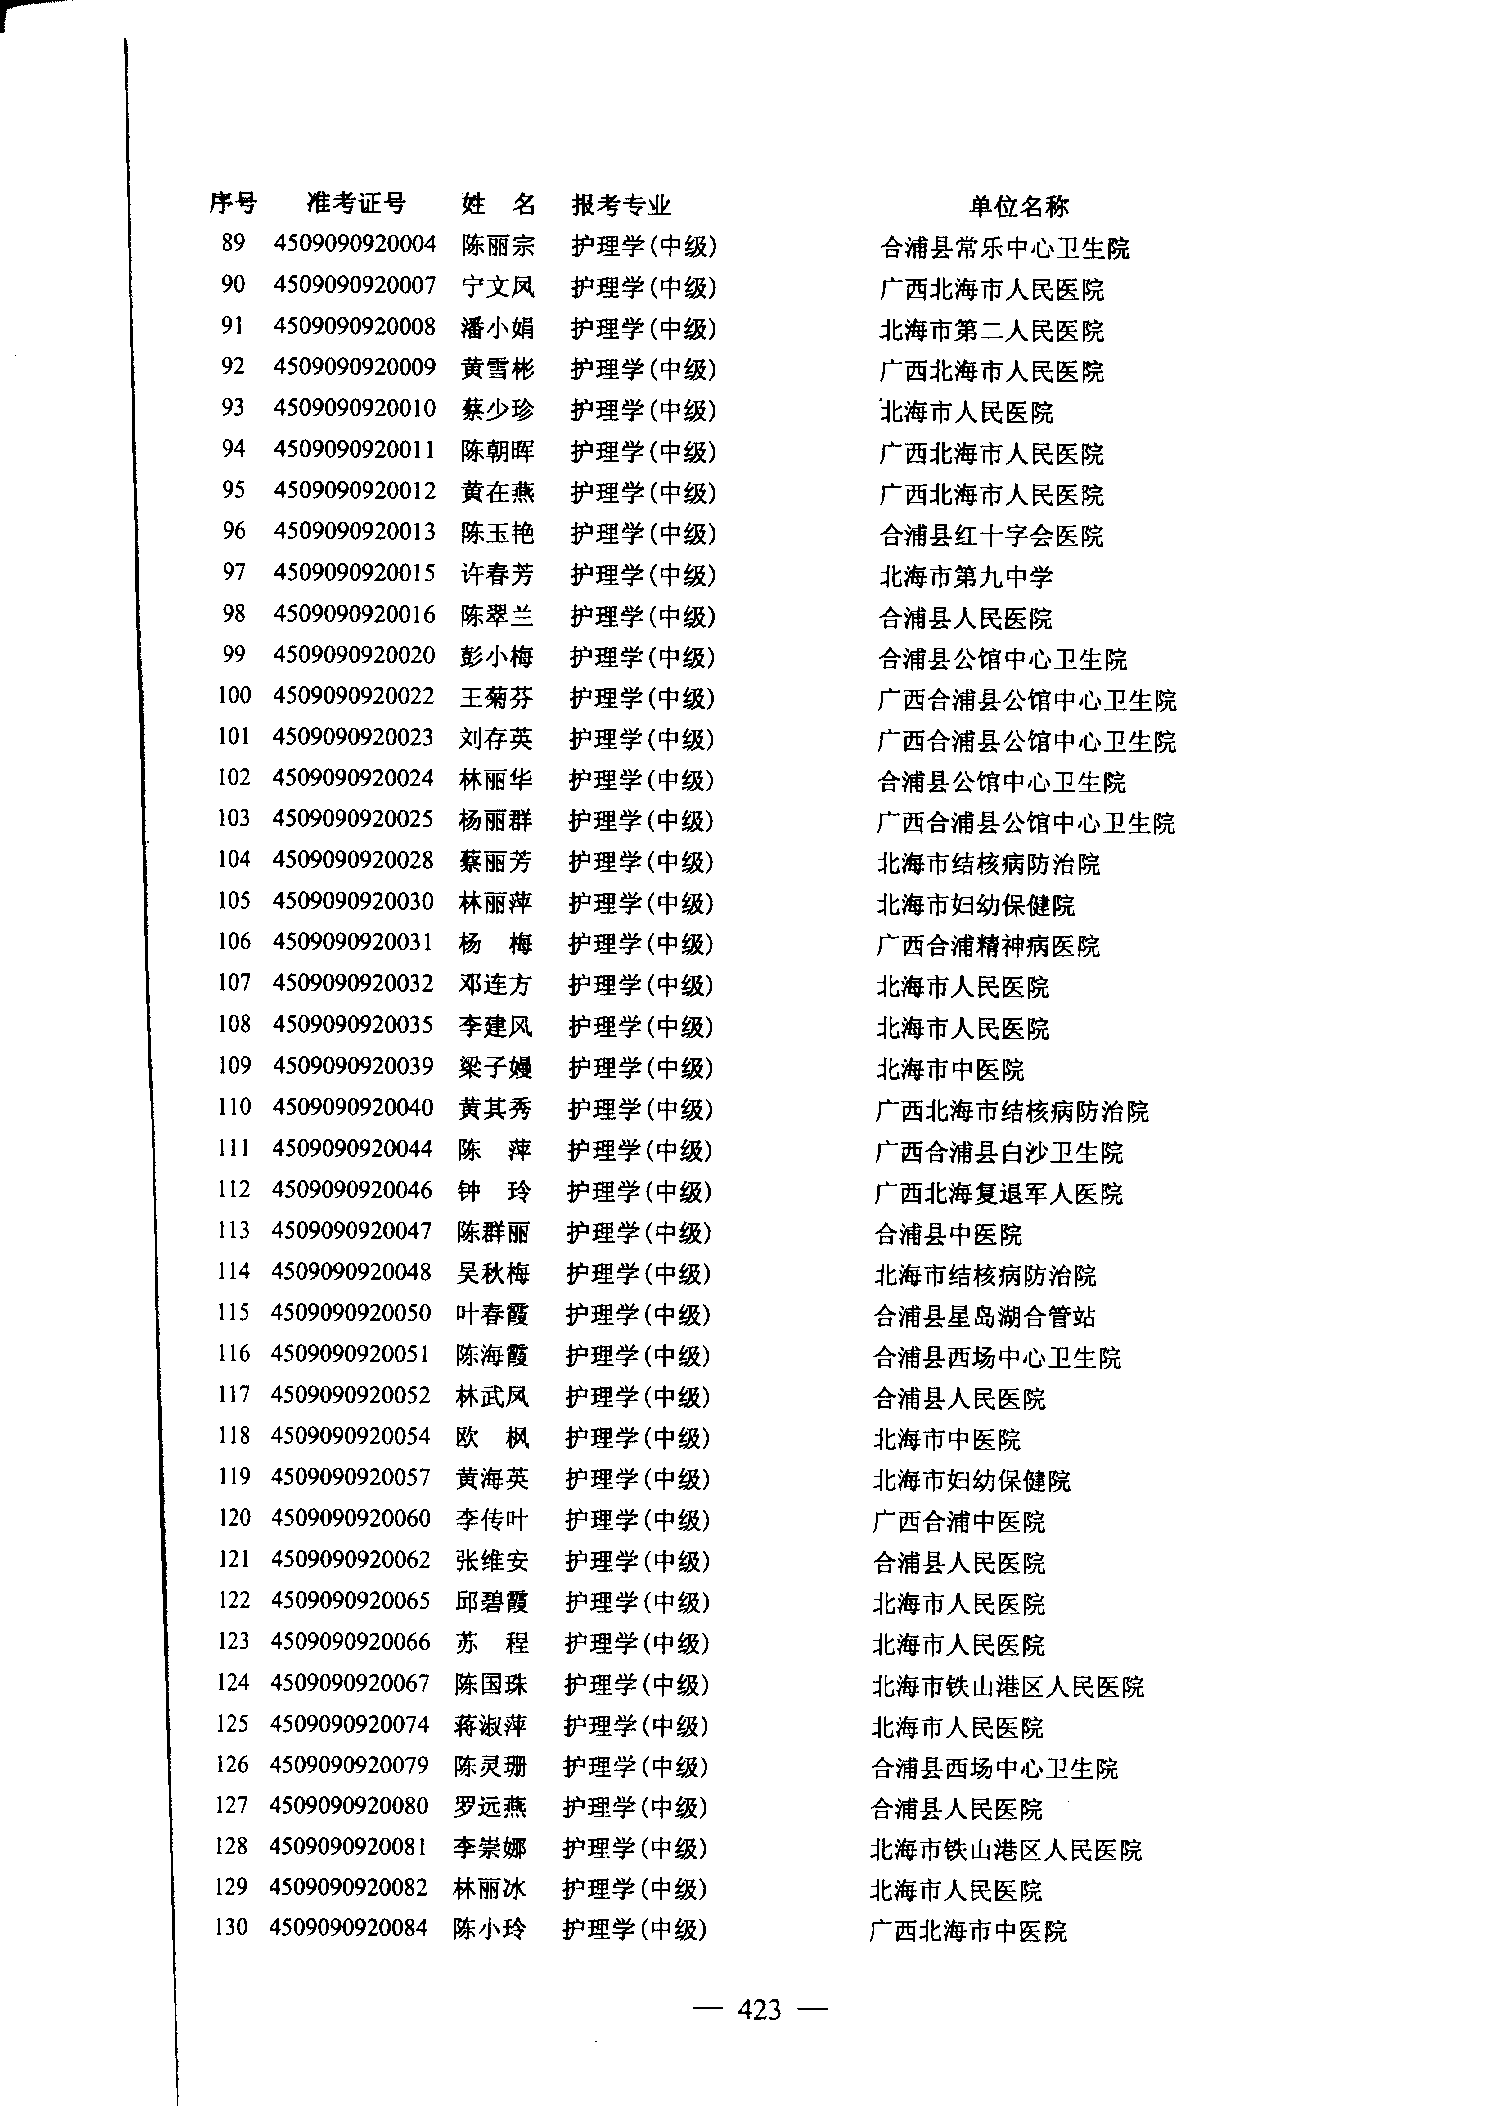 序号 准考证号 姓 名 报考专业 单位名称
89 4509090920004 陈丽宗 护理学(中级) 合浦县常乐中心卫生院
90 4509090920007 宁文凤 护理学(中级) 广西北海市人民医院
91 4509090920008 潘小娟 护理学(中级) 北海市第二人民医院
92 4509090920009 黄雪彬 护理学(中级) 广西北海市人民医院
93 4509090920010 蔡少珍 护理学(中级) 北海市人民医院
94 4509090920011 陈朝晖 护理学(中级) 广西北海市人民医院
95 4509090920012 黄在燕 护理学(中级) 广西北海市人民医院
96 4509090920013 陈玉艳 护理学(中级) 合浦县红十字会医院
97 4509090920015 许春芳 护理学(中级) 北海市第九中学
98 4509090920016 陈翠兰 护理学(中级) 合浦县人民医院
99 4509090920020 彭小梅 护理学(中级) 合浦县公馆中心卫生院
100 4509090920022 王菊芬 护理学(中级) 广西合浦县公馆中心卫生院
101 4509090920023 刘存英 护理学(中级) 广西合浦县公馆中心卫生院
102 4509090920024 林丽华 护理学(中级) 合浦县公馆中心卫生院
103 4509090920025 杨丽群 护理学(中级) 广西合浦县公馆中心卫生院
104 4509090920028 蔡丽芳 护理学(中级) 北海市结核病防治院
105 4509090920030 林丽萍 护理学(中级) 北海市妇幼保健院
106 4509090920031 杨 梅 护理学(中级) 广西合浦精神病医院
107 4509090920032 邓连方 护理学(中级) 北海市人民医院
108 4509090920035 李建风 护理学(中级) 北海市人民医院
109 4509090920039 梁子嫚 护理学(中级) 北海市中医院
110 4509090920040 黄其秀 护理学(中级) 广西北海市结核病防治院
111 4509090920044 陈 萍 护理学(中级) 广西合浦县白沙卫生院
112 4509090920046 钟 玲 护理学(中级) 广西北海复退军人医院
113 4509090920047 陈群丽 护理学(中级) 合浦县中医院
114 4509090920048 吴秋梅 护理学(中级) 北海市结核病防治院
115 4509090920050 叶春霞 护理学(中级) 合浦县星岛湖合管站
116 4509090920051 陈海霞 护理学(中级) 合浦县西场中心卫生院
117 4509090920052 林武凤 护理学(中级) 合浦县人民医院
118 4509090920054 欧 枫 护理学(中级) 北海市中医院
119 4509090920057 黄海英 护理学(中级) 北海市妇幼保健院
120 4509090920060 李传叶 护理学(中级) 广西合浦中医院
121 4509090920062 张维安 护理学(中级) 合浦县人民医院
122 4509090920065 邱碧霞 护理学(中级) 北海市人民医院
123 4509090920066 苏 程 护理学(中级) 北海市人民医院
124 4509090920067 陈国珠 护理学(中级) 北海市铁山港区人民医院
125 4509090920074 蒋淑萍 护理学(中级) 北海市人民医院
126 4509090920079 陈灵珊 护理学(中级) 合浦县西场中心卫生院
127 4509090920080 罗远燕 护理学(中级) 合浦县人民医院
128 4509090920081 李崇娜 护理学(中级) 北海市铁山港区人民医院
129 4509090920082 林丽冰 护理学(中级) 北海市人民医院
130 4509090920084 陈小玲 护理学(中级) 广西北海市中医院
— 423 —